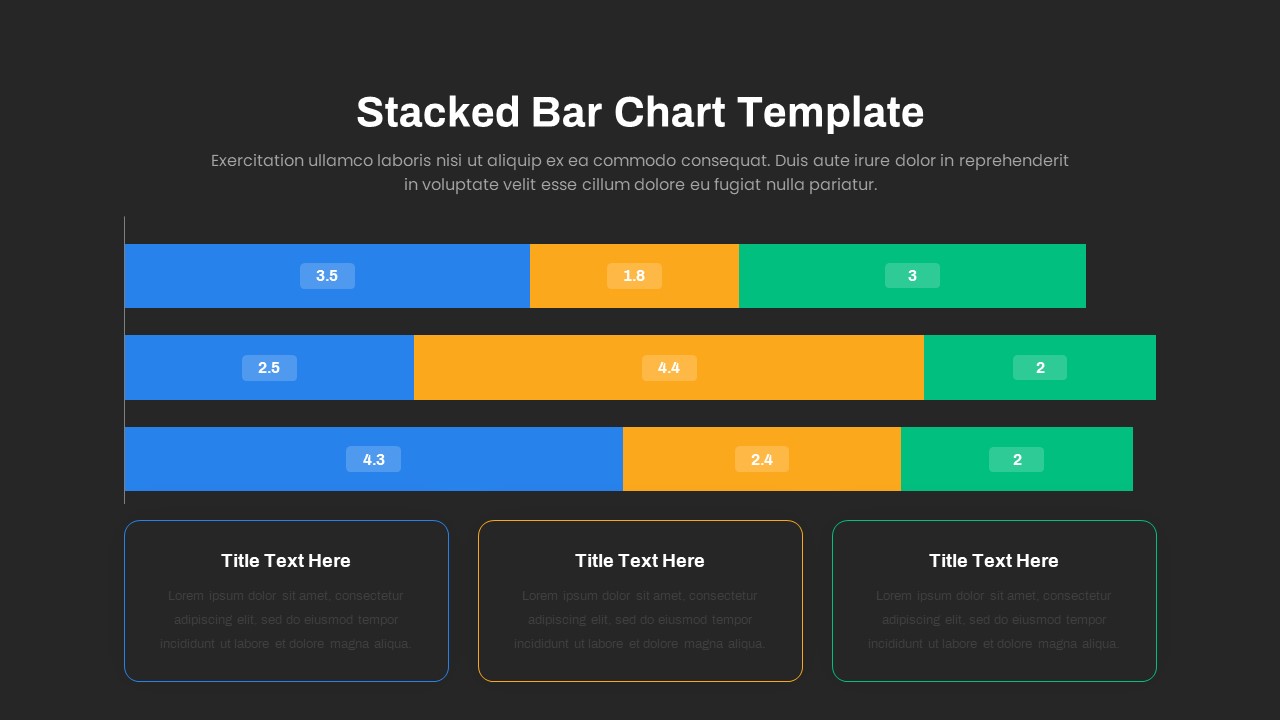 Stacked Bar Chart Template
Exercitation ullamco laboris nisi ut aliquip ex ea commodo consequat. Duis aute irure dolor in reprehenderit
in voluptate velit esse cillum dolore eu fugiat nulla pariatur.
3.5 1.8 3
2.5 4.4 2
4.3 2.4 2
Title Text Here
Lorem ipsum dolor sit amet, consectetur
adipiscing elit, sed do eiusmod tempor
incididunt ut labore et dolore magna aliqua.
Title Text Here
Lorem ipsum dolor sit amet, consectetur
adipiscing elit, sed do eiusmod tempor
incididunt ut labore et dolore magna aliqua.
Title Text Here
Lorem ipsum dolor sit amet, consectetur
adipiscing elit, sed do eiusmod tempor
incididunt ut labore et dolore magna aliqua.